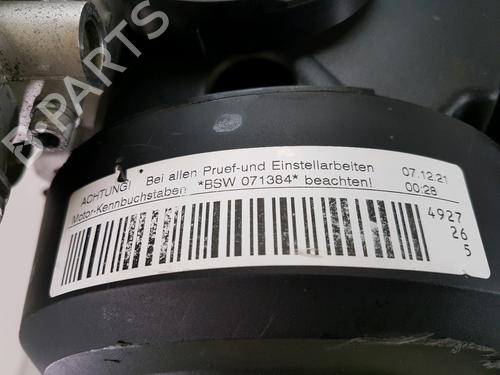 B-PARTS
ACHTUNG! Bei allen Pruef-und Einstellarbeiten
Motor-Kennbuchstaben *BSW 071384* beachten!
07.12.21
00:28
4927
26
5